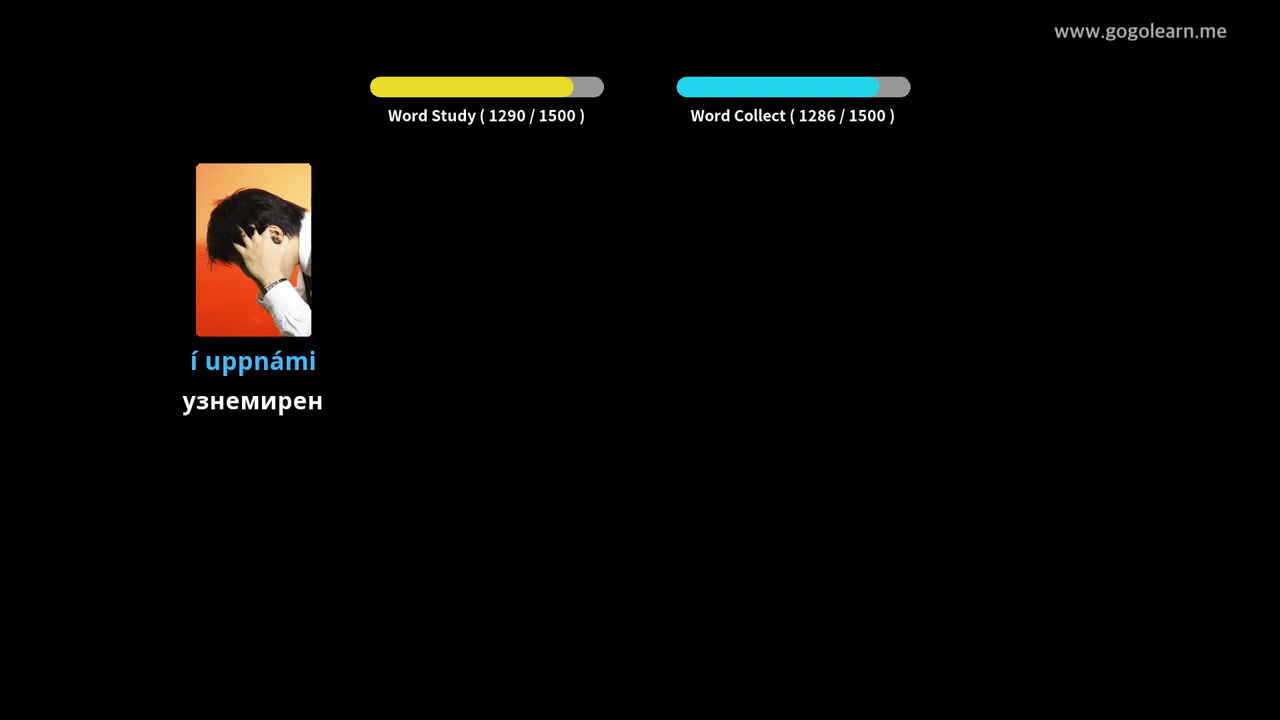 www.gogolearn.me
Word Study ( 1290 / 1500 )
Word Collect ( 1286 / 1500 )
í uppnámi
узнемирен